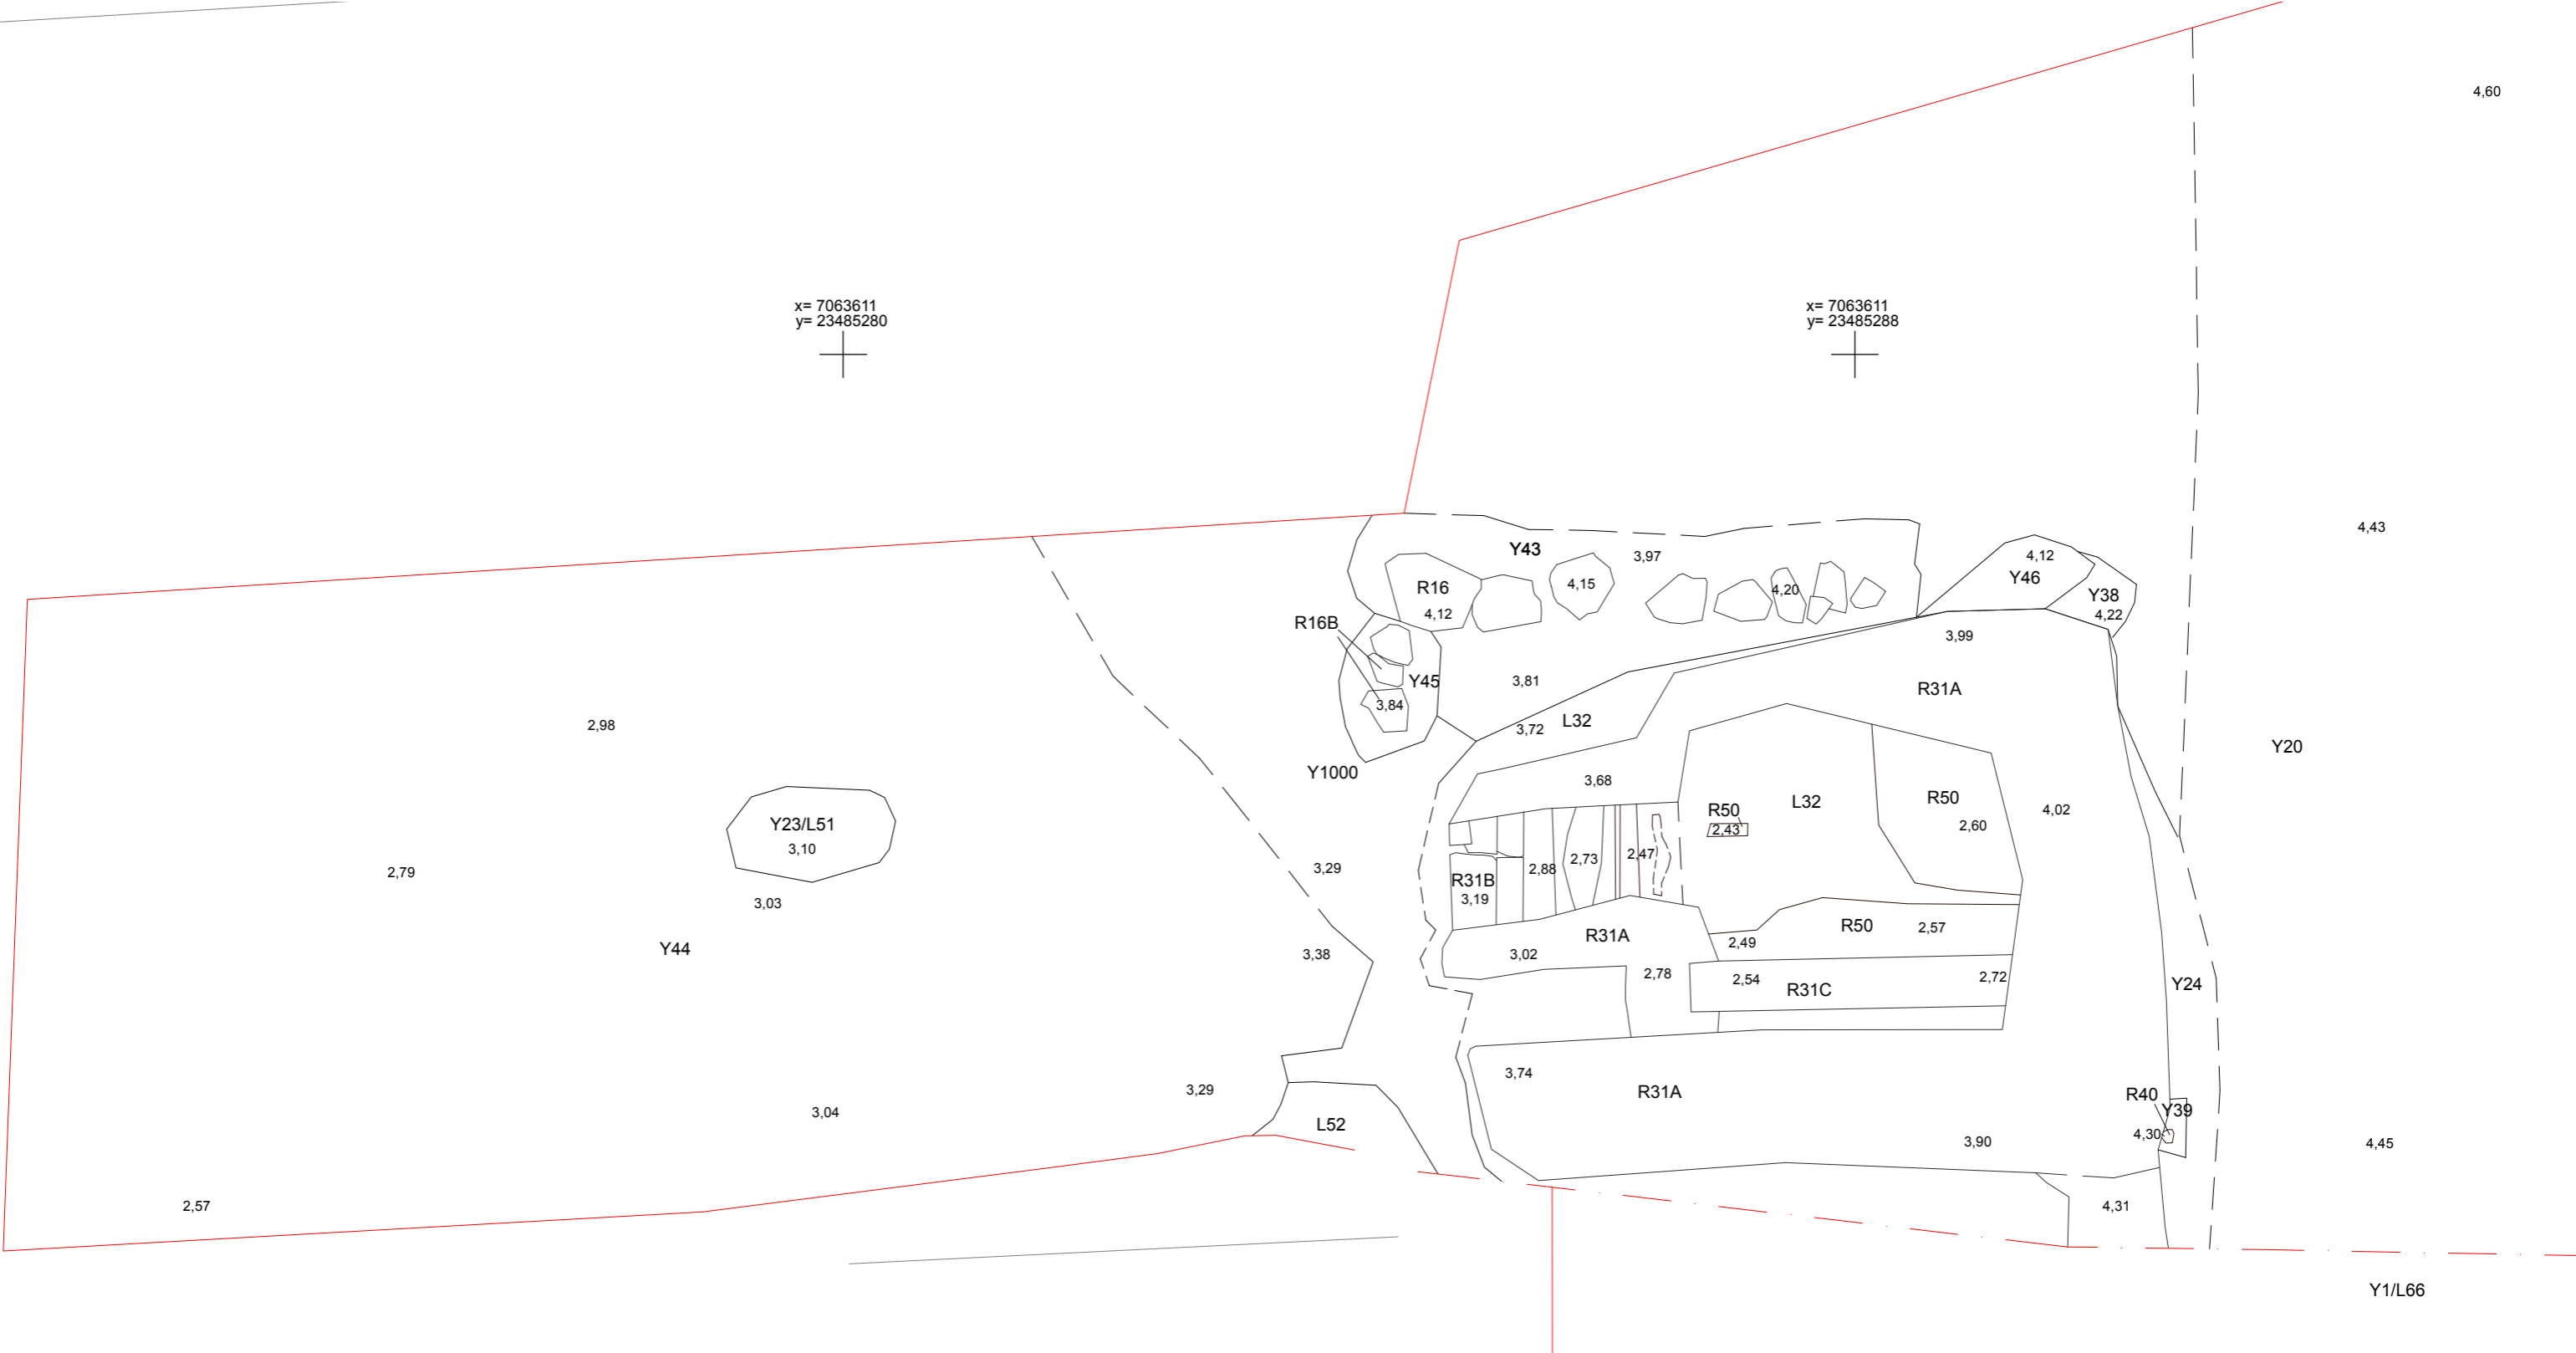 4,60
x= 7063611
y= 23485280
x= 7063611
y= 23485288
4,43
Y43
3,97
4,12
Y46
4,15
R16
4,20
Y38
4,12
4,22
R16B
3,99
Y45
3,81
R31A
3,84
L32
3,72
2,98
Y20
Y1000
3,68
R50
L32
R50
4,02
Y23/L51
2,43
2,60
3,10
2,47
2,73
2,79
3,29
2,88
R31B
3,19
3,03
R50
2,57
R31A
2,49
Y44
3,38
3,02
2,78
2,54
2,72
R31C
Y24
3,74
3,29
R31A
R40
Y39
3,04
L52
4,30
3,90
4,45
2,57
4,31
Y1/L66